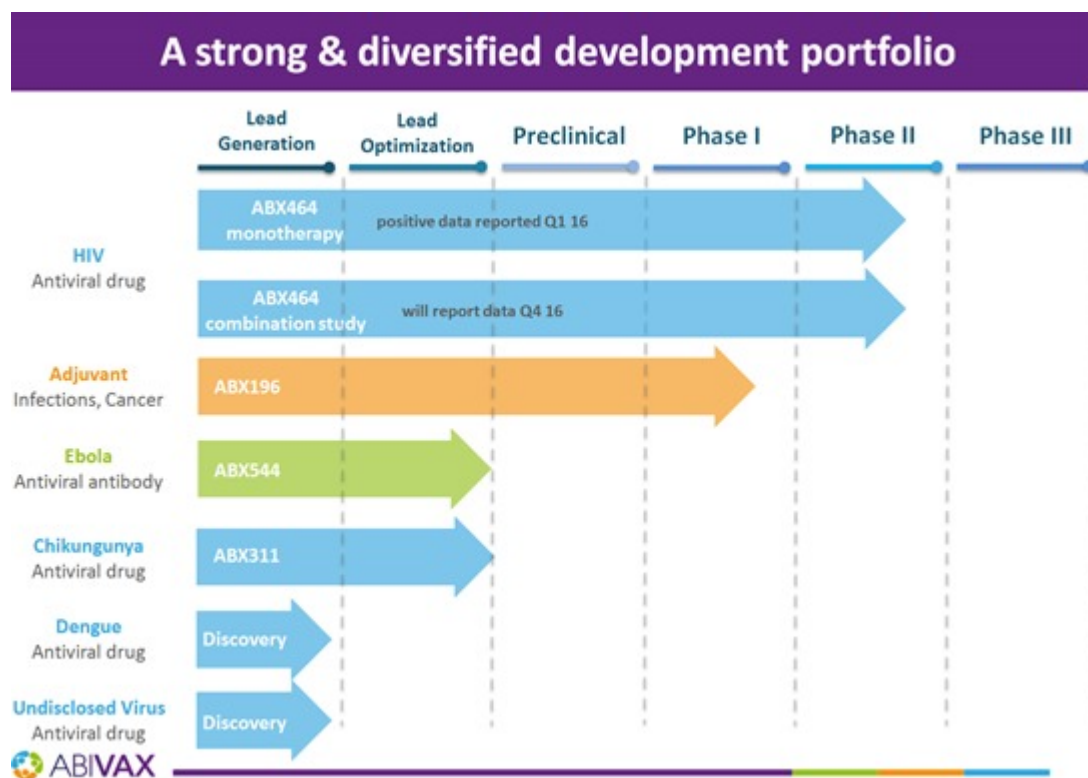 A strong & diversified development portfolio
Lead
Generation
Lead
Optimization
Preclinical
Phase I
Phase II
Phase III
HIV
Antiviral drug
ABX464
monotherapy
positive data reported Q1 16
ABX464
combination study
will report data Q4 16
Adjuvant
Infections, Cancer
ABX196
Ebola
Antiviral antibody
ABX544
Chikungunya
Antiviral drug
ABX311
Dengue
Antiviral drug
Discovery
Undisclosed Virus
Antiviral drug
Discovery
ABIVAX